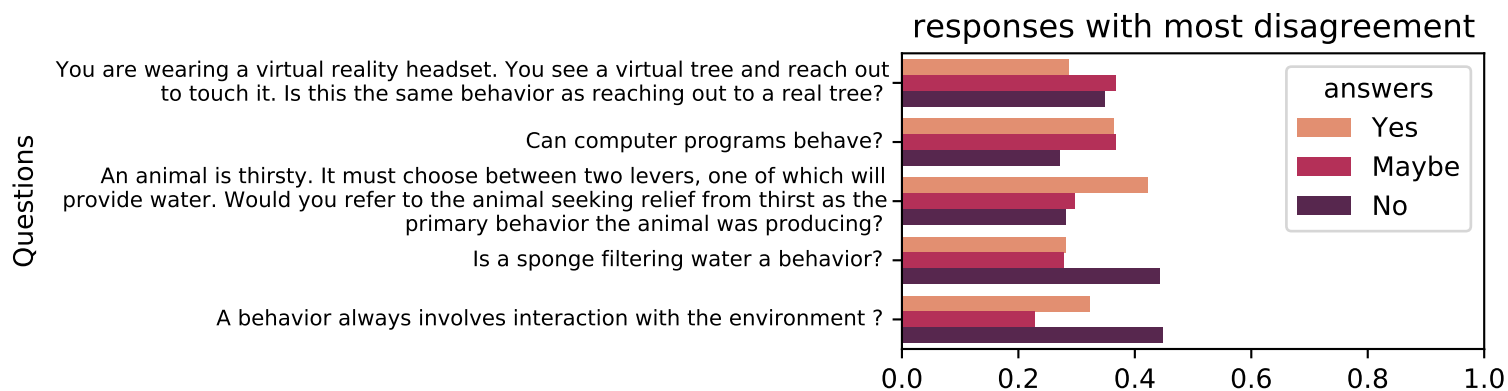 responses with most disagreement
You are wearing a virtual reality headset. You see a virtual tree and reach out
to touch it. Is this the same behavior as reaching out to a real tree?
Can computer programs behave?
An animal is thirsty. It must choose between two levers, one of which will
provide water. Would you refer to the animal seeking relief from thirst as the
primary behavior the animal was producing?
Is a sponge filtering water a behavior?
A behavior always involves interaction with the environment ?
Questions
answers
Yes
Maybe
No
0.0 0.2 0.4 0.6 0.8 1.0